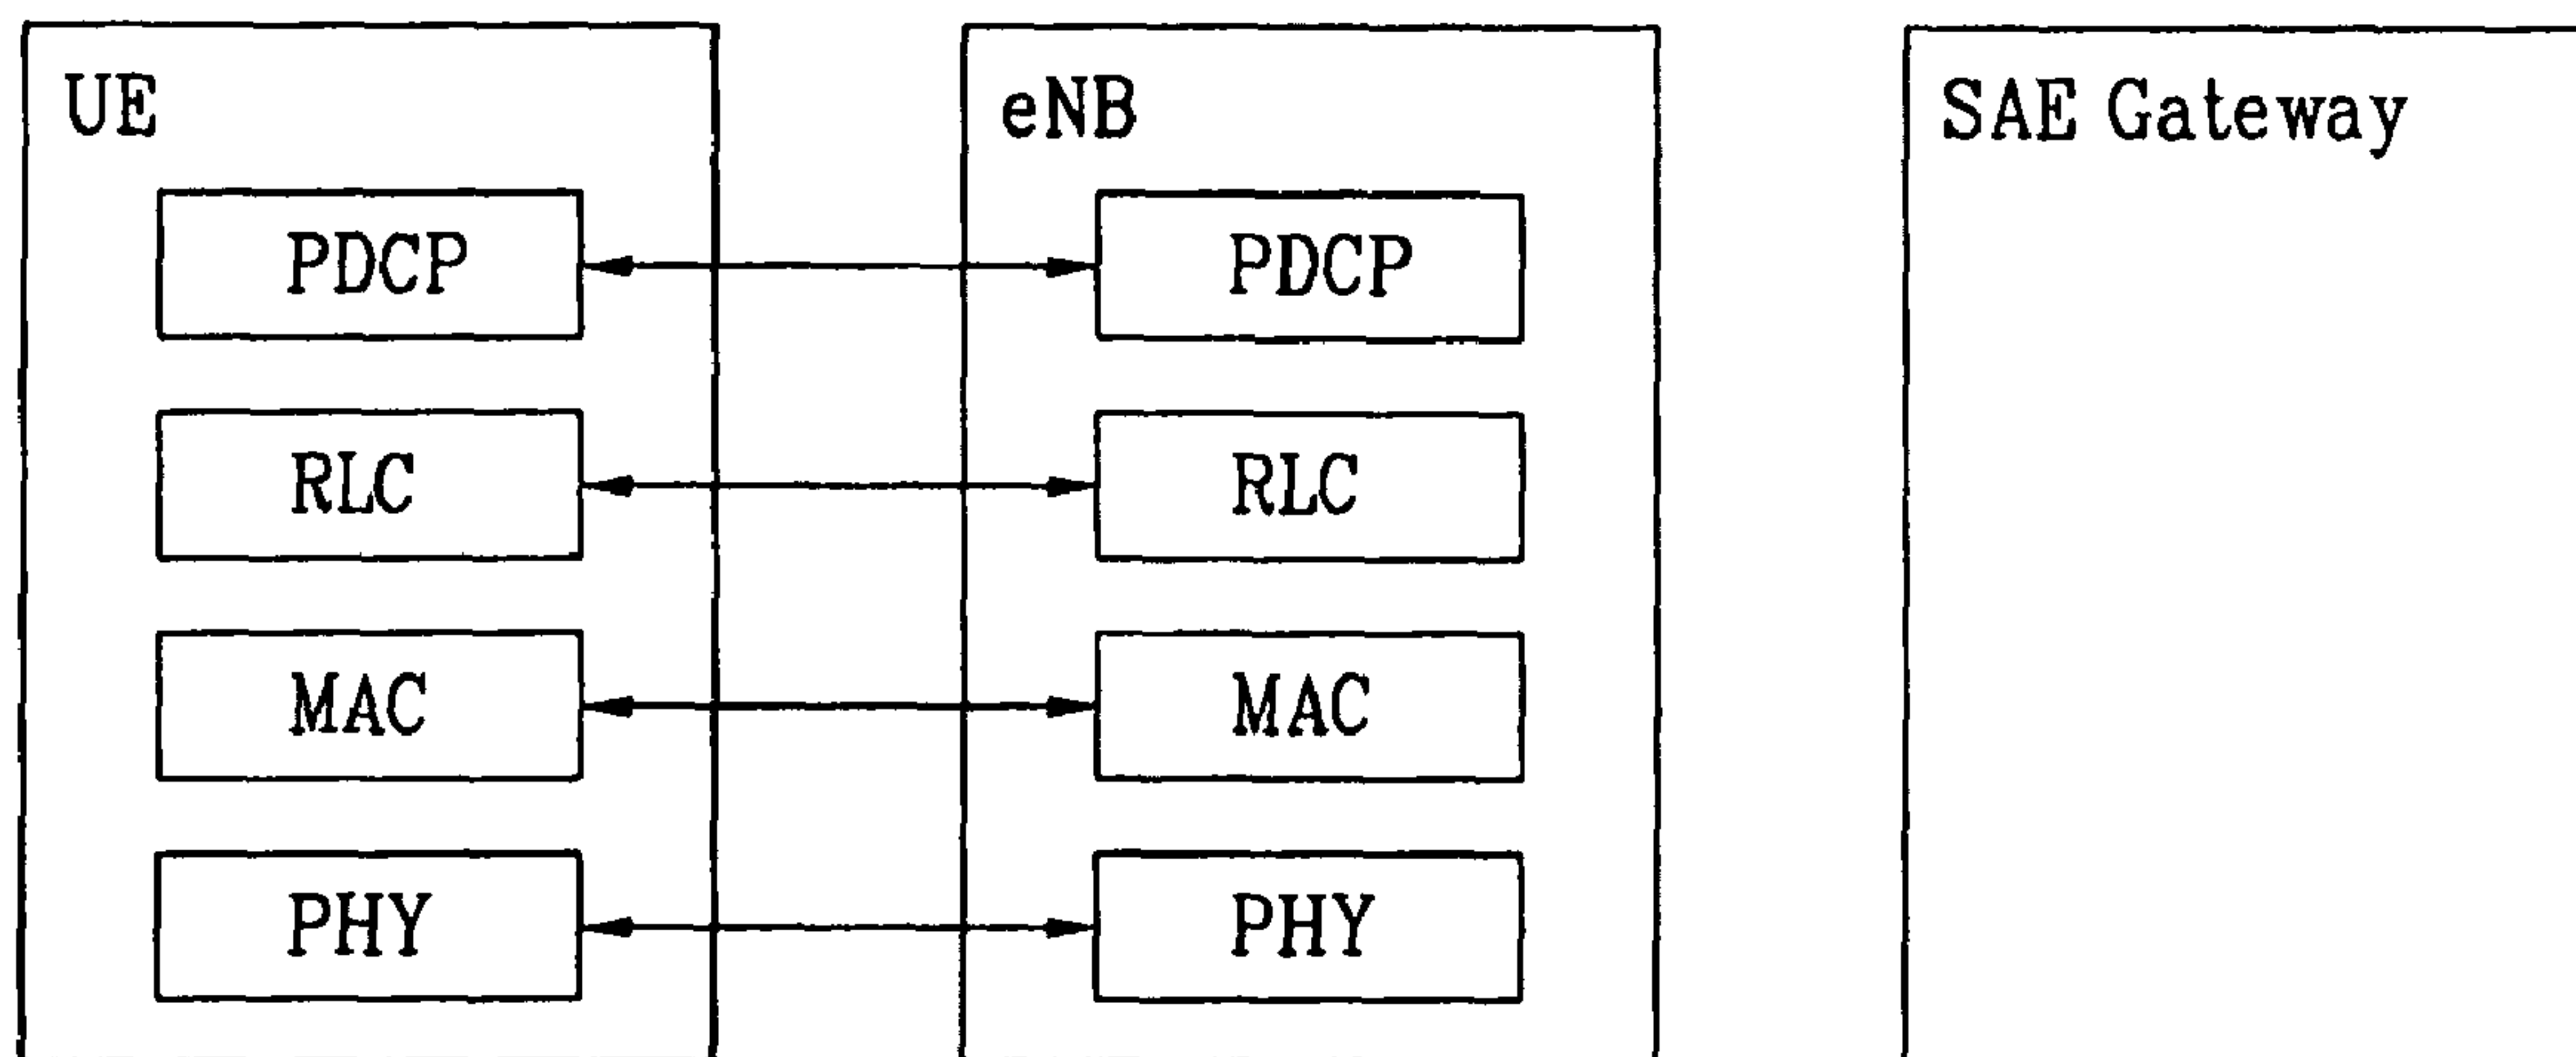 UE
eNB
SAE Gateway
PDCP
PDCP
RLC
RLC
MAC
MAC
PHY
PHY